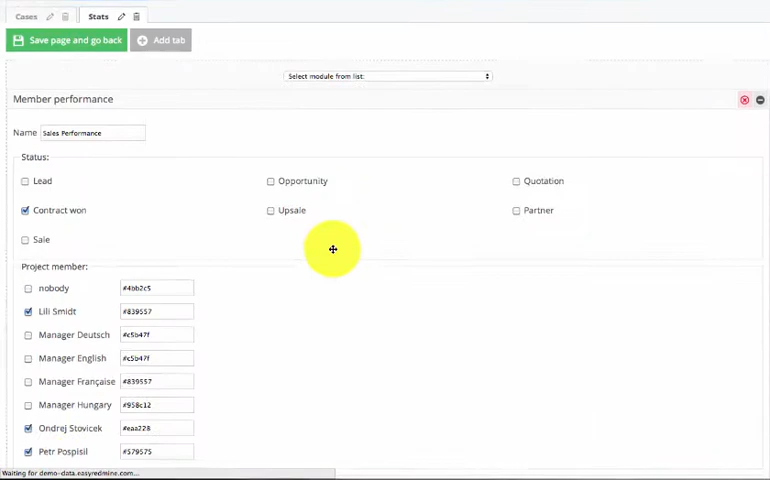 Cases Stats
Save page and go back Add tab
Select module from list:
Member performance
Name Sales Performance
Status:
Lead Opportunity Quotation
Contract won Upsale Partner
Sale
Project member:
nobody #4bb2c5
Lili Smidt #839557
Manager Deutsch #c5b47f
Manager English #c5b47f
Manager Française #839557
Manager Hungary #958c12
Ondrej Stovicek #eaa228
Petr Pospisil #579575
Waiting for demo-data.easyredmine.com...